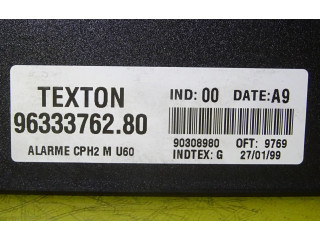 TEXTON IND: 00 DATE: A9
96333762.80
90308980 OFT: 9769
ALARME CPH2 M U60 INDTEX: G 27/01/99